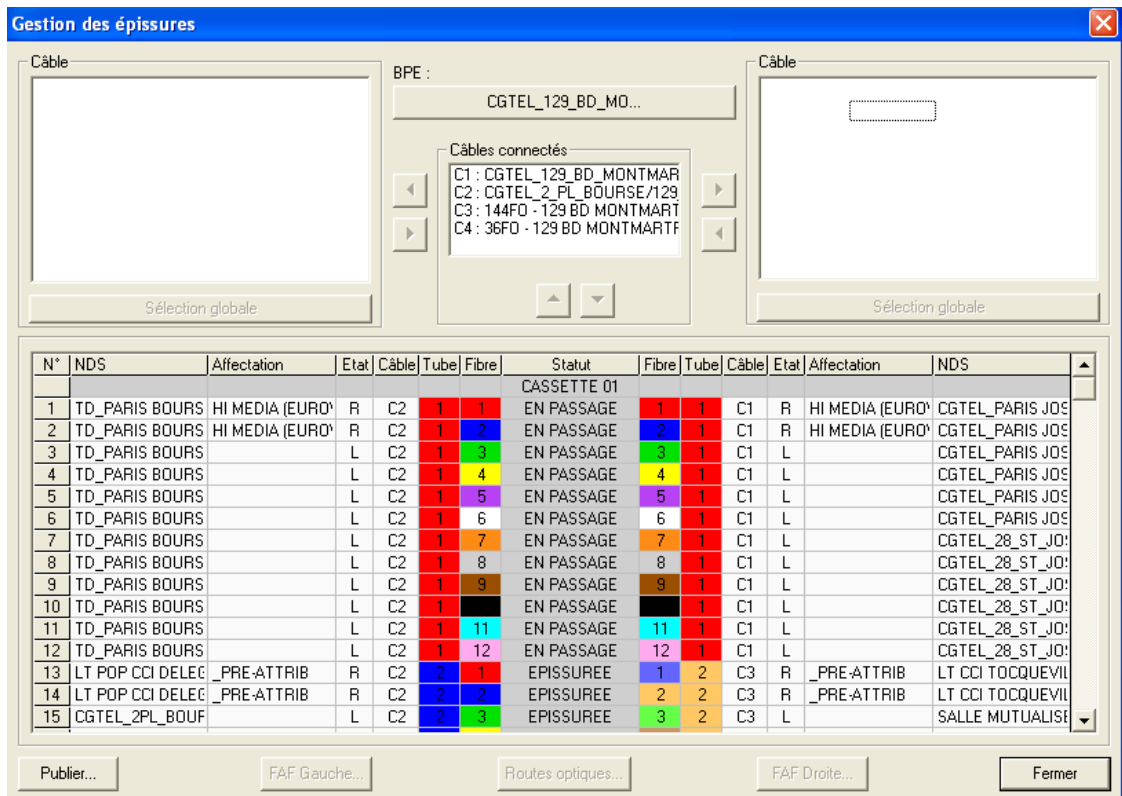 Gestion des épissures
Câble
BPE :
CGTEL_129_BD_MO...
Câbles connectés
C1 : CGTEL_129_BD_MONTMAR
C2 : CGTEL_2_PL_BOURSE/129
C3 : 144FO - 129 BD MONTMART
C4 : 36FO - 129 BD MONTMARTR
Câble
Sélection globale
Sélection globale
N° NDS Affectation Etat Câble Tube Fibre Statut Fibre Tube Câble Etat Affectation NDS
CASSETTE 01
1 TD_PARIS BOURS HI MEDIA (EURO R C2 1 1 EN PASSAGE 1 1 C1 R HI MEDIA (EURO CGTEL_PARIS JOS
2 TD_PARIS BOURS HI MEDIA (EURO R C2 1 2 EN PASSAGE 2 1 C1 R HI MEDIA (EURO CGTEL_PARIS JOS
3 TD_PARIS BOURS L C2 1 3 EN PASSAGE 3 1 C1 L CGTEL_PARIS JOS
4 TD_PARIS BOURS L C2 1 4 EN PASSAGE 4 1 C1 L CGTEL_PARIS JOS
5 TD_PARIS BOURS L C2 1 5 EN PASSAGE 5 1 C1 L CGTEL_PARIS JOS
6 TD_PARIS BOURS L C2 1 6 EN PASSAGE 6 1 C1 L CGTEL_PARIS JOS
7 TD_PARIS BOURS L C2 1 7 EN PASSAGE 7 1 C1 L CGTEL_28_ST_JO
8 TD_PARIS BOURS L C2 1 8 EN PASSAGE 8 1 C1 L CGTEL_28_ST_JO
9 TD_PARIS BOURS L C2 1 9 EN PASSAGE 9 1 C1 L CGTEL_28_ST_JO
10 TD_PARIS BOURS L C2 1 EN PASSAGE 1 C1 L CGTEL_28_ST_JO
11 TD_PARIS BOURS L C2 1 11 EN PASSAGE 11 1 C1 L CGTEL_28_ST_JO
12 TD_PARIS BOURS L C2 1 12 EN PASSAGE 12 1 C1 L CGTEL_28_ST_JO
13 LT POP CCI DELEG _PRE-ATTRIB R C2 2 1 EPISSUREE 1 2 C3 R _PRE-ATTRIB LT CCI TOCQUEVIL
14 LT POP CCI DELEG _PRE-ATTRIB R C2 2 2 EPISSUREE 2 2 C3 R _PRE-ATTRIB LT CCI TOCQUEVIL
15 CGTEL_2PL_BOUR L C2 2 3 EPISSUREE 3 2 C3 L SALLE MUTUALISE
Publier... FAF Gauche... Routes optiques... FAF Droite... Fermer